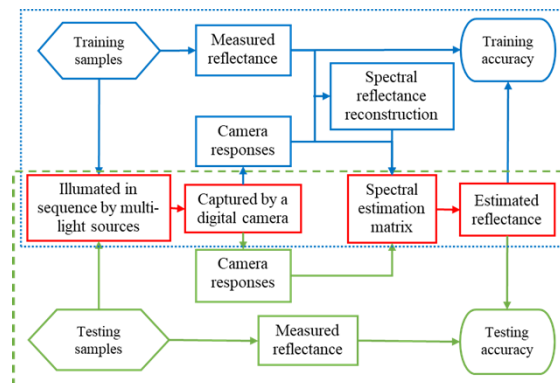 Training
samples
Measured
reflectance
Training
accuracy
Spectral
reflectance
reconstruction
Camera
responses
Illumated in
sequence by multi-
light sources
Captured by a
digital camera
Spectral
estimation
matrix
Estimated
reflectance
Camera
responses
Testing
samples
Measured
reflectance
Testing
accuracy